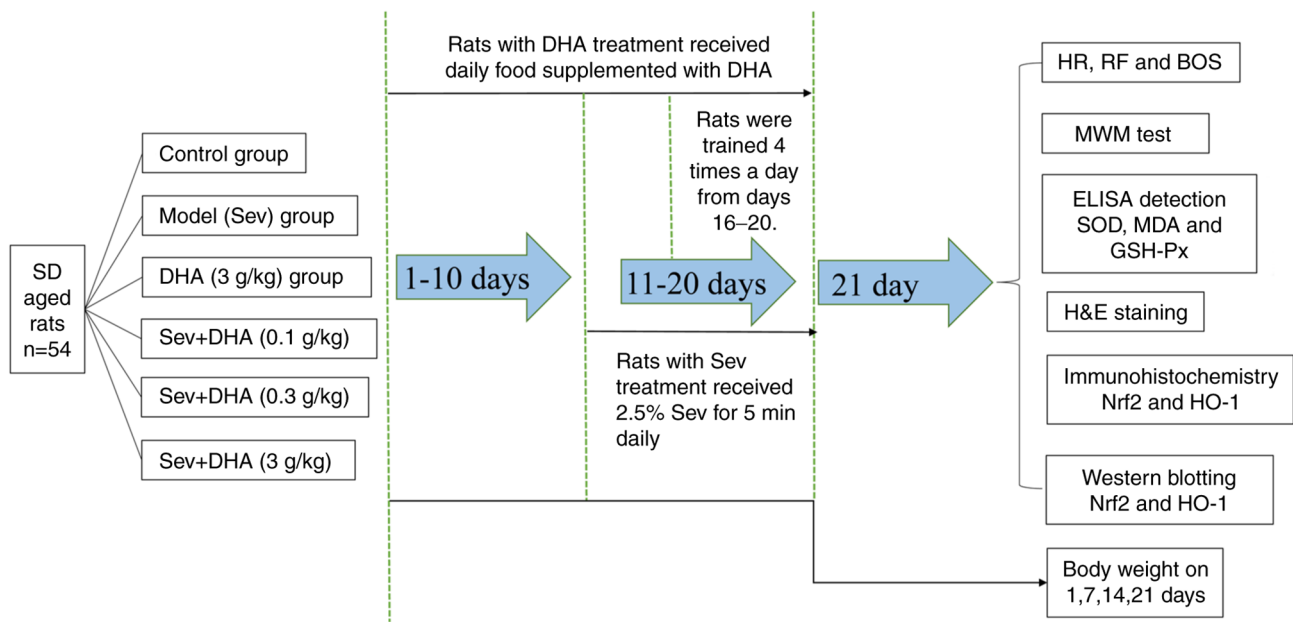 SD
aged
rats
n=54
Control group
Model (Sev) group
DHA (3 g/kg) group
Sev+DHA (0.1 g/kg)
Sev+DHA (0.3 g/kg)
Sev+DHA (3 g/kg)
Rats with DHA treatment received
daily food supplemented with DHA
Rats were
trained 4
times a day
from days
16–20.
1-10 days
11-20 days
21 day
Rats with Sev
treatment received
2.5% Sev for 5 min
daily
HR, RF and BOS
MWM test
ELISA detection
SOD, MDA and
GSH-Px
H&E staining
Immunohistochemistry
Nrf2 and HO-1
Western blotting
Nrf2 and HO-1
Body weight on
1,7,14,21 days